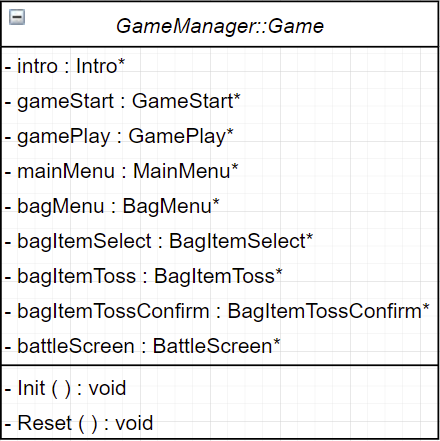 GameManager::Game
- intro : Intro*
- gameStart : GameStart*
- gamePlay : GamePlay*
- mainMenu : MainMenu*
- bagMenu : BagMenu*
- bagItemSelect : BagItemSelect*
- bagItemToss : BagItemToss*
- bagItemTossConfirm : BagItemTossConfirm*
- battleScreen : BattleScreen*
- Init ( ) : void
- Reset ( ) : void